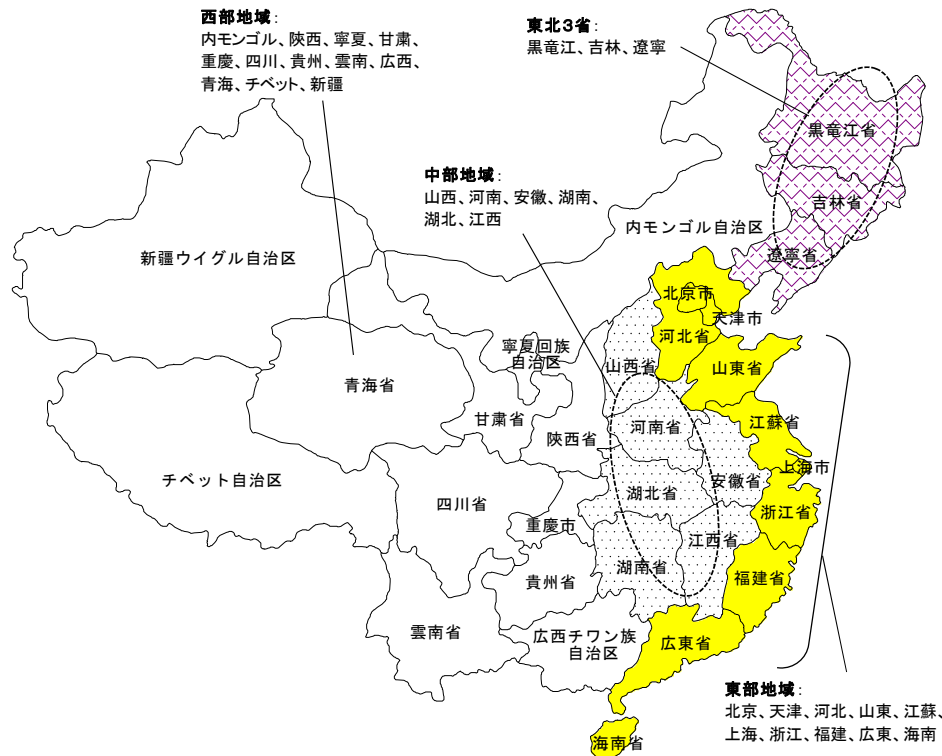 西部地域:
内モンゴル、陝西、寧夏、甘粛、
重慶、四川、貴州、雲南、広西、
青海、チベット、新疆
東北3省:
黒竜江、吉林、遼寧
中部地域:
山西、河南、安徽、湖南、
湖北、江西
黒竜江省
吉林省
遼寧省
内モンゴル自治区
新疆ウイグル自治区
北京市
天津市
河北省
山西省
山東省
寧夏回族
自治区
青海省
甘粛省
陝西省
河南省
江蘇省
上海市
安徽省
チベット自治区
四川省
湖北省
浙江省
重慶市
江西省
湖南省
福建省
貴州省
雲南省
広西チワン族
自治区
広東省
海南省
東部地域:
北京、天津、河北、山東、江蘇、
上海、浙江、福建、広東、海南